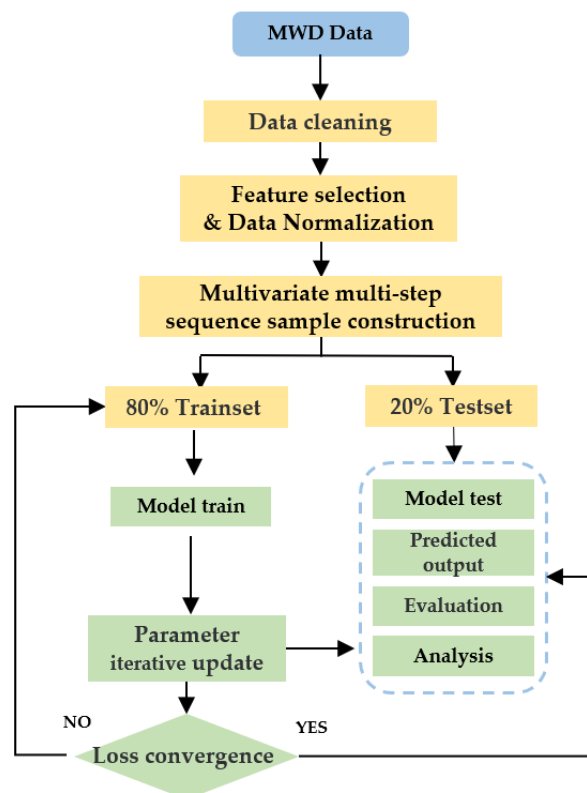 MWD Data
Data cleaning
Feature selection
& Data Normalization
Multivariate multi-step
sequence sample construction
80% Trainset
20% Testset
Model train
Model test
Predicted
output
Evaluation
Analysis
Parameter
iterative update
NO
YES
Loss convergence